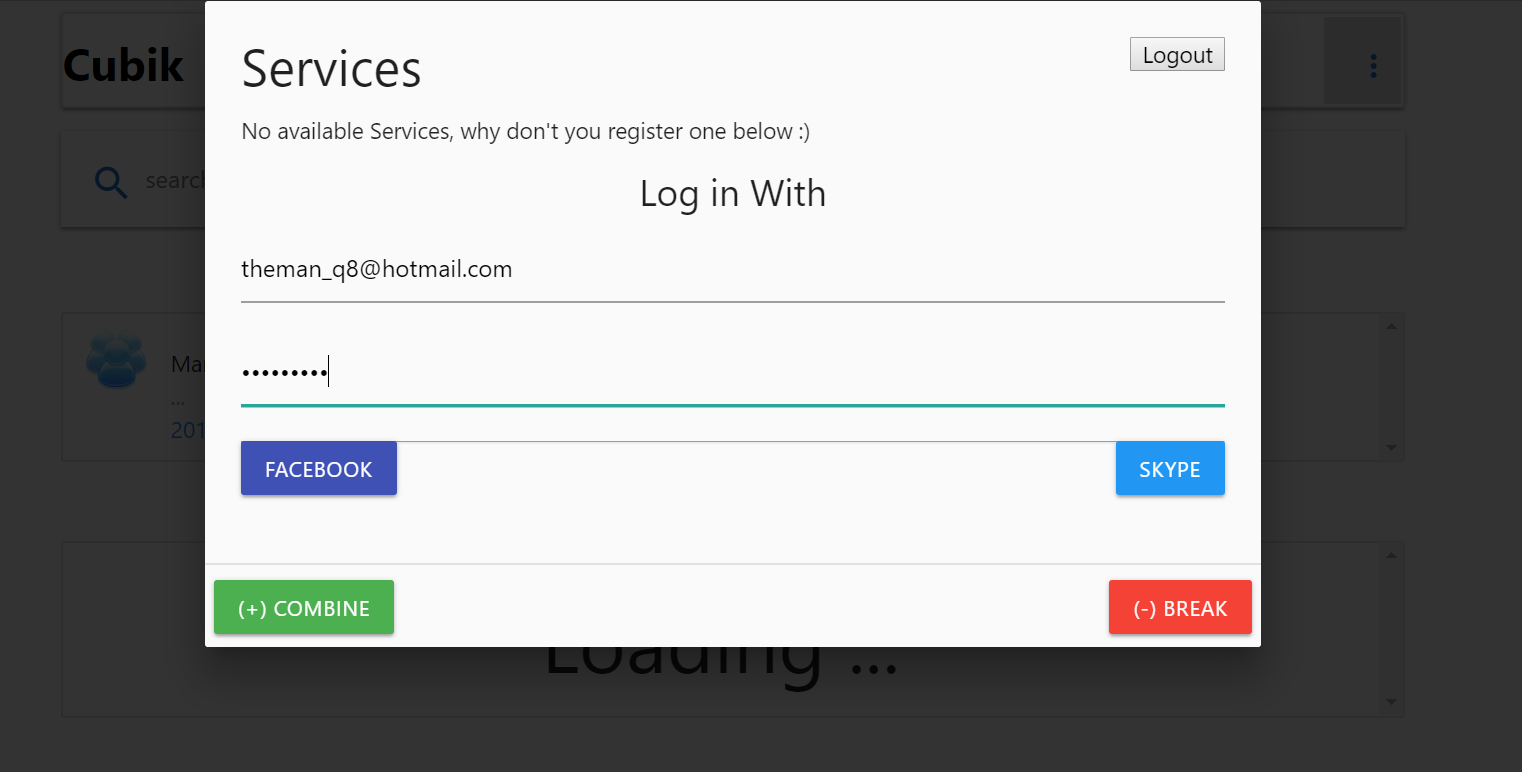 Cubik
Services
Logout
No available Services, why don't you register one below :)
search
Log in With
theman_q8@hotmail.com
•••••••••
...
201
FACEBOOK
SKYPE
(+) COMBINE
(-) BREAK
Loading ...